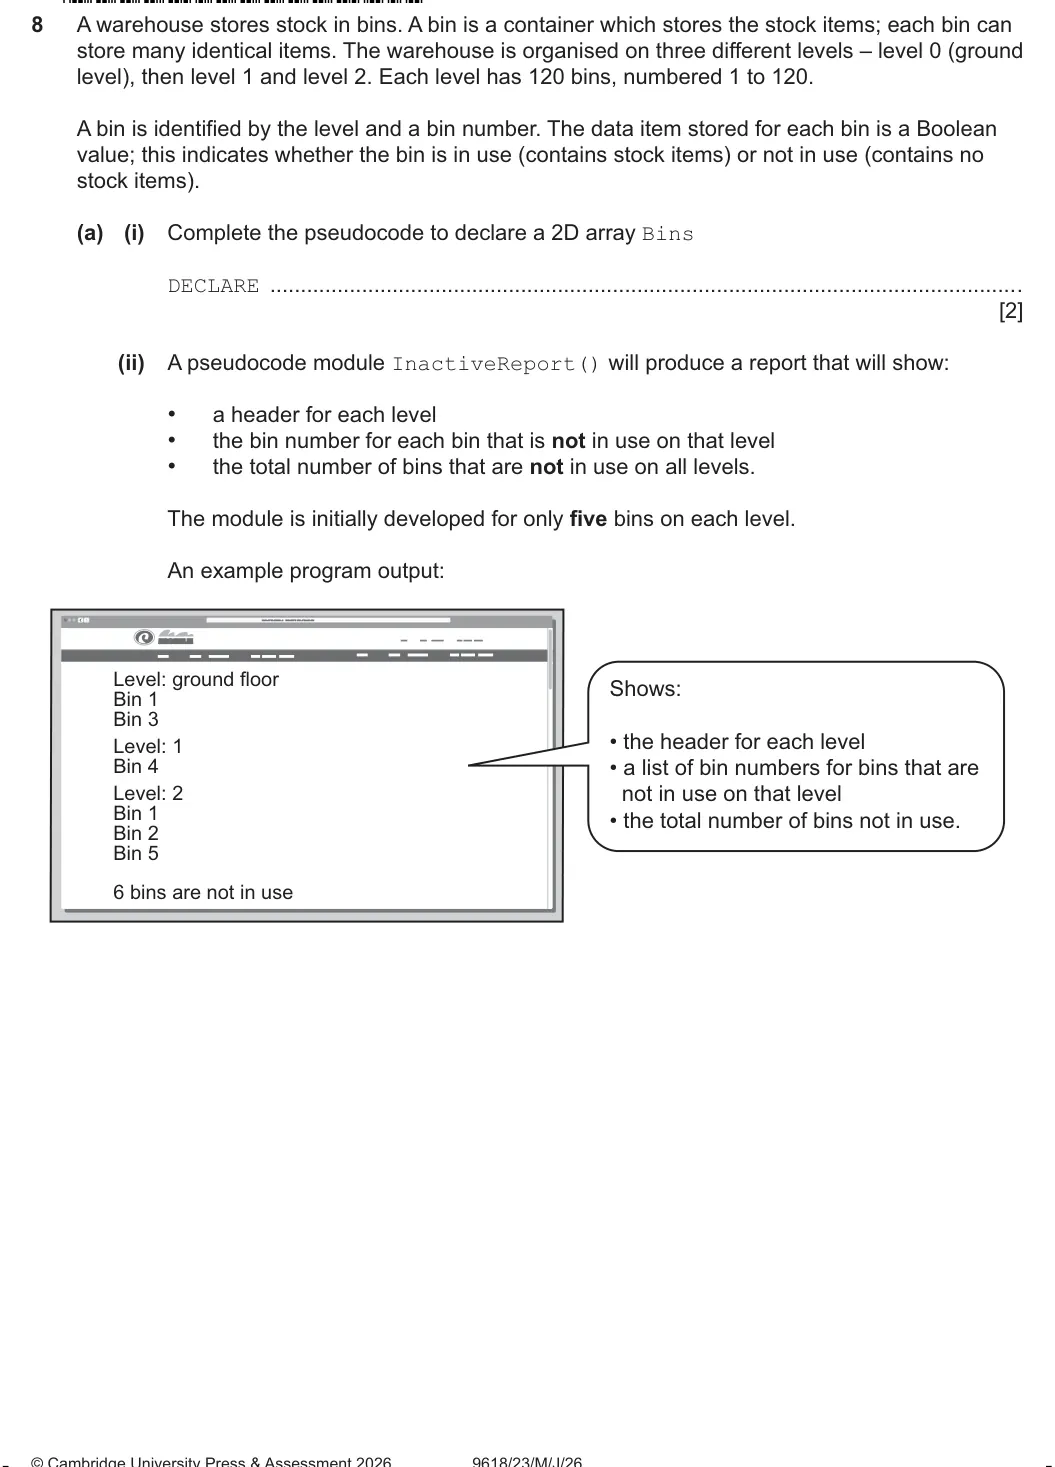 8 A warehouse stores stock in bins. A bin is a container which stores the stock items; each bin can
store many identical items. The warehouse is organised on three different levels – level 0 (ground
level), then level 1 and level 2. Each level has 120 bins, numbered 1 to 120.
A bin is identified by the level and a bin number. The data item stored for each bin is a Boolean
value; this indicates whether the bin is in use (contains stock items) or not in use (contains no
stock items).
(a) (i) Complete the pseudocode to declare a 2D array Bins
DECLARE ..............................................................................................................................
[2]
(ii) A pseudocode module InactiveReport() will produce a report that will show:
• a header for each level
• the bin number for each bin that is not in use on that level
• the total number of bins that are not in use on all levels.
The module is initially developed for only five bins on each level.
An example program output:
Level: ground floor
Bin 1
Bin 3
Level: 1
Bin 4
Level: 2
Bin 1
Bin 2
Bin 5
6 bins are not in use
Shows:
• the header for each level
• a list of bin numbers for bins that are
not in use on that level
• the total number of bins not in use.
© Cambridge University Press & Assessment 2026 9618/23/M/J/26